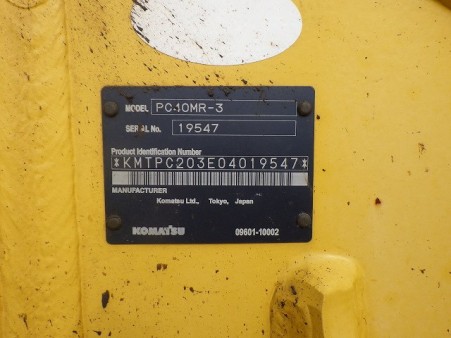 MODEL PC10MR-3
SERIAL No. 19547
Product Identification Number
*KMTPC203E04019547*
MANUFACTURER
Komatsu Ltd., Tokyo, Japan
KOMATSU 09601-10002